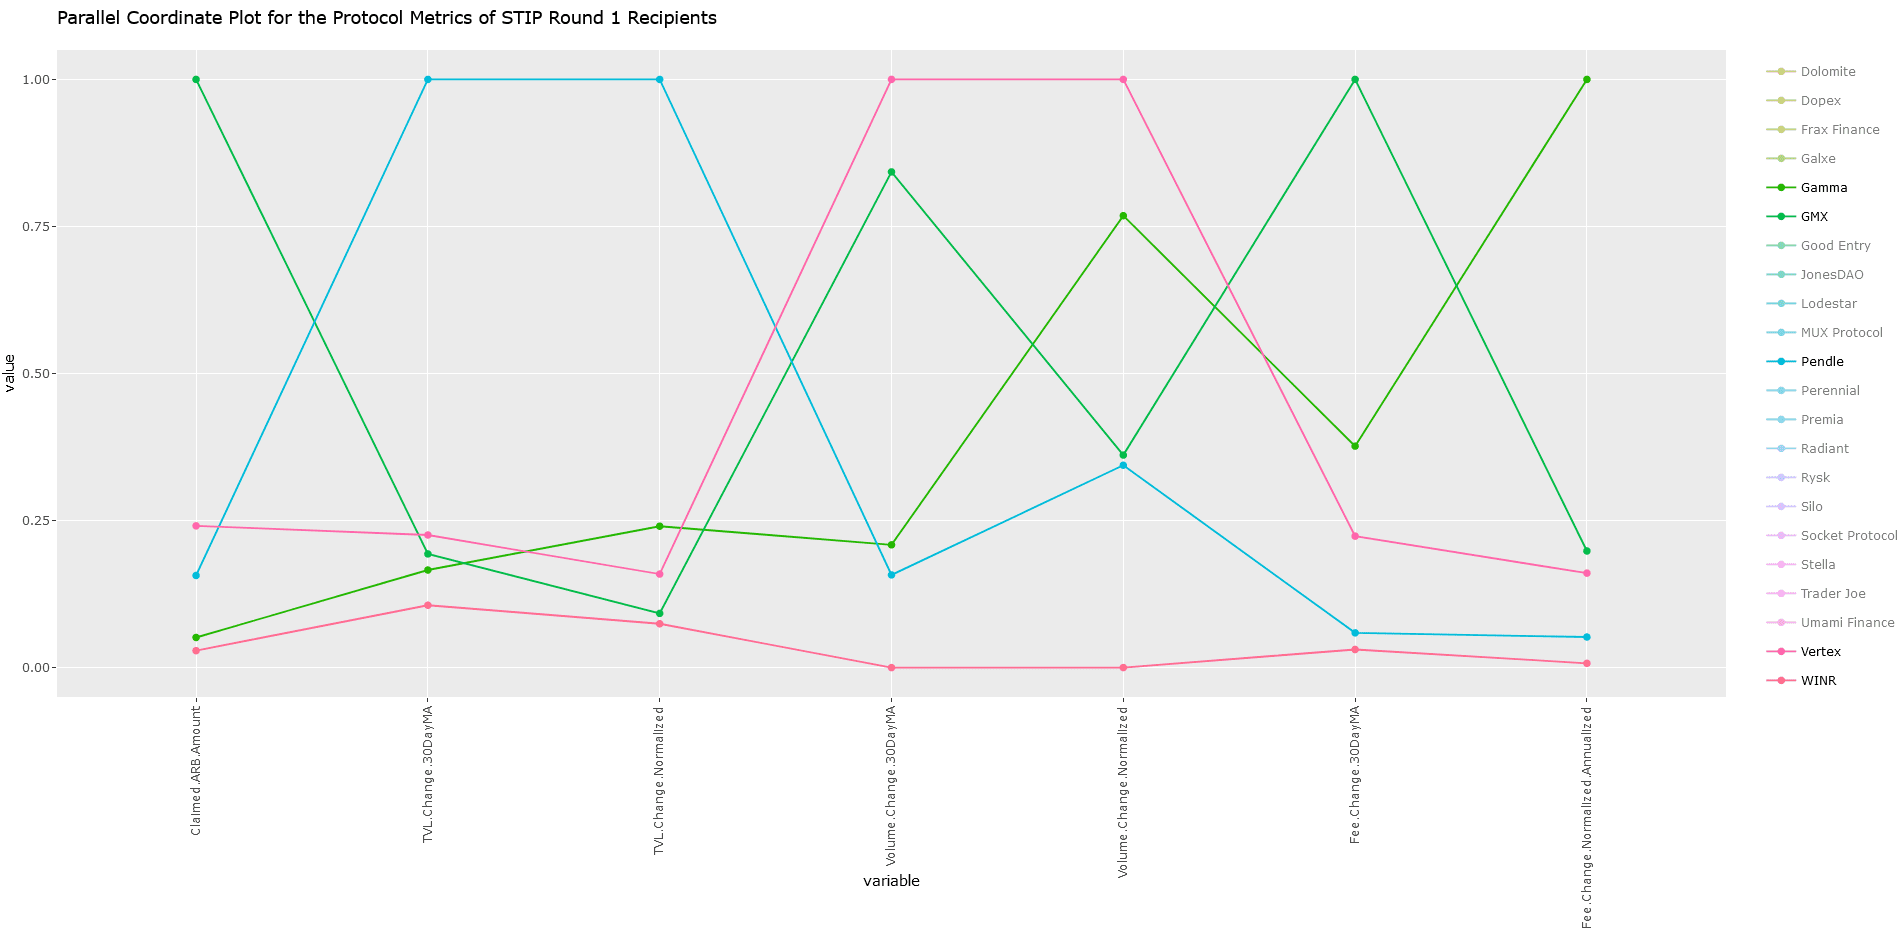 Parallel Coordinate Plot for the Protocol Metrics of STIP Round 1 Recipients
1.00
0.75
0.50
0.25
0.00
value
Claimed.ARB.Amount
TVL.Change.30DayMA
TVL.Change.Normalized
Volume.Change.30DayMA
Volume.Change.Normalized
Fee.Change.30DayMA
Fee.Change.Normalized.Annualized
variable
Dolomite
Dopex
Frax Finance
Galxe
Gamma
GMX
Good Entry
JonesDAO
Lodestar
MUX Protocol
Pendle
Perennial
Premia
Radiant
Rysk
Silo
Socket Protocol
Stella
Trader Joe
Umami Finance
Vertex
WINR